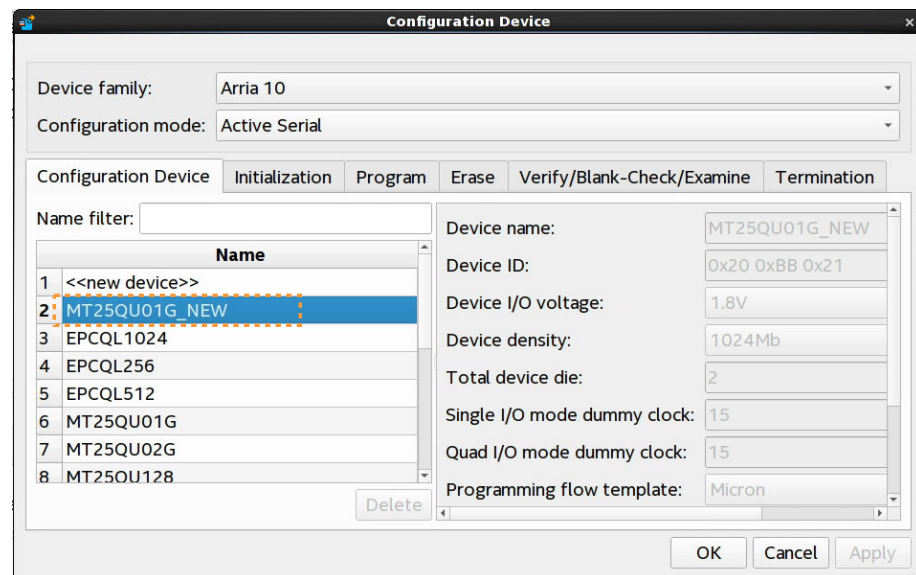 Configuration Device
Device family: Arria 10
Configuration mode: Active Serial
Configuration Device Initialization Program Erase Verify/Blank-Check/Examine Termination
Name filter:
Name
1 <<new device>>
2 MT25QU01G_NEW
3 EPCQL1024
4 EPCQL256
5 EPCQL512
6 MT25QU01G
7 MT25QU02G
8 MT25QU128
Delete
Device name: MT25QU01G_NEW
Device ID: 0x20 0xBB 0x21
Device I/O voltage: 1.8V
Device density: 1024Mb
Total device die: 2
Single I/O mode dummy clock: 15
Quad I/O mode dummy clock: 15
Programming flow template: Micron
OK Cancel Apply